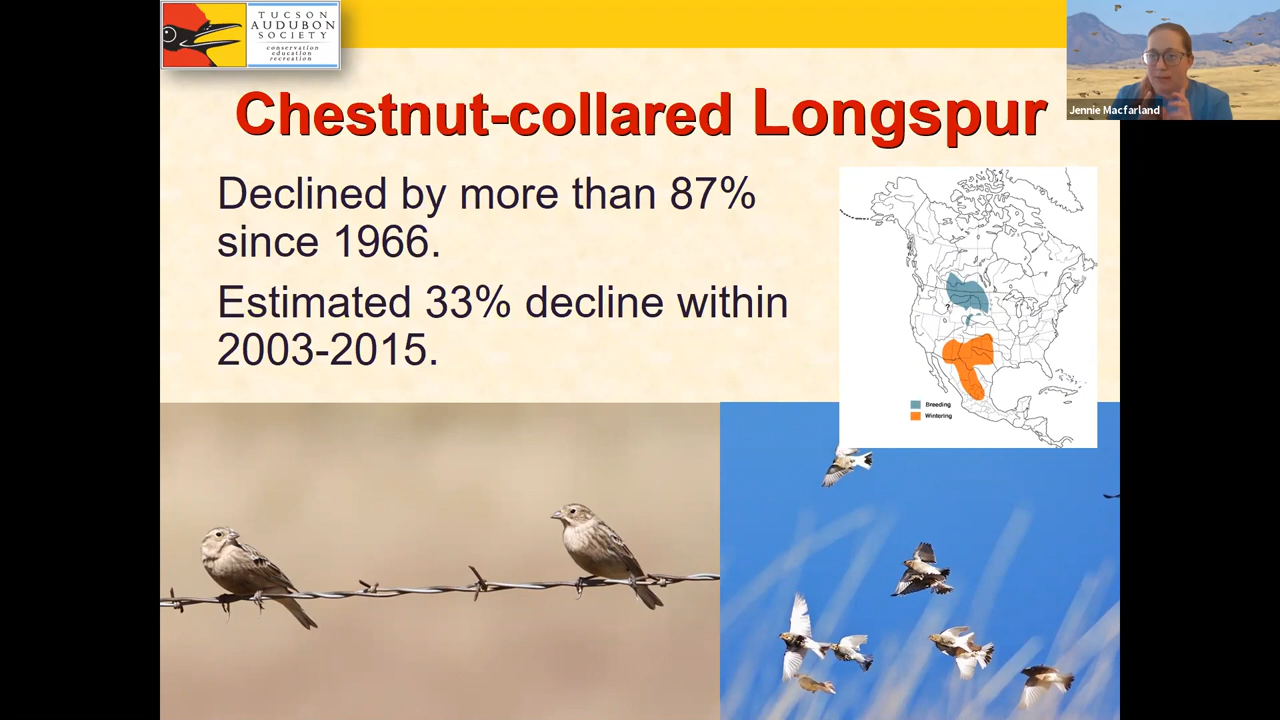 TUCSON
AUDUBON
SOCIETY
conservation
education
recreation
Jennie Macfarland
Chestnut-collared Longspur
Declined by more than 87%
since 1966.
Estimated 33% decline within
2003-2015.
?
Breeding
Wintering